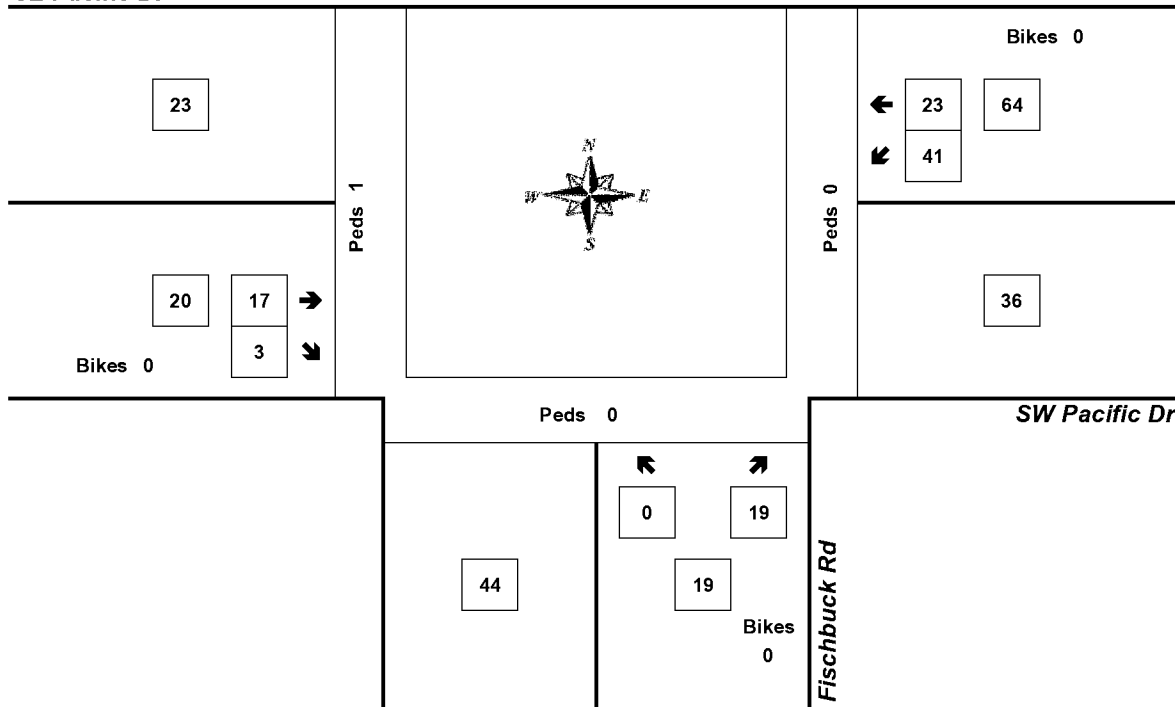 Bikes 0
23
23
64
41
N
W E
S
Peds 1
Peds 0
20
17
3
36
Bikes 0
Peds 0
SW Pacific Dr
0
19
44
19
Bikes
0
Fischbuck Rd